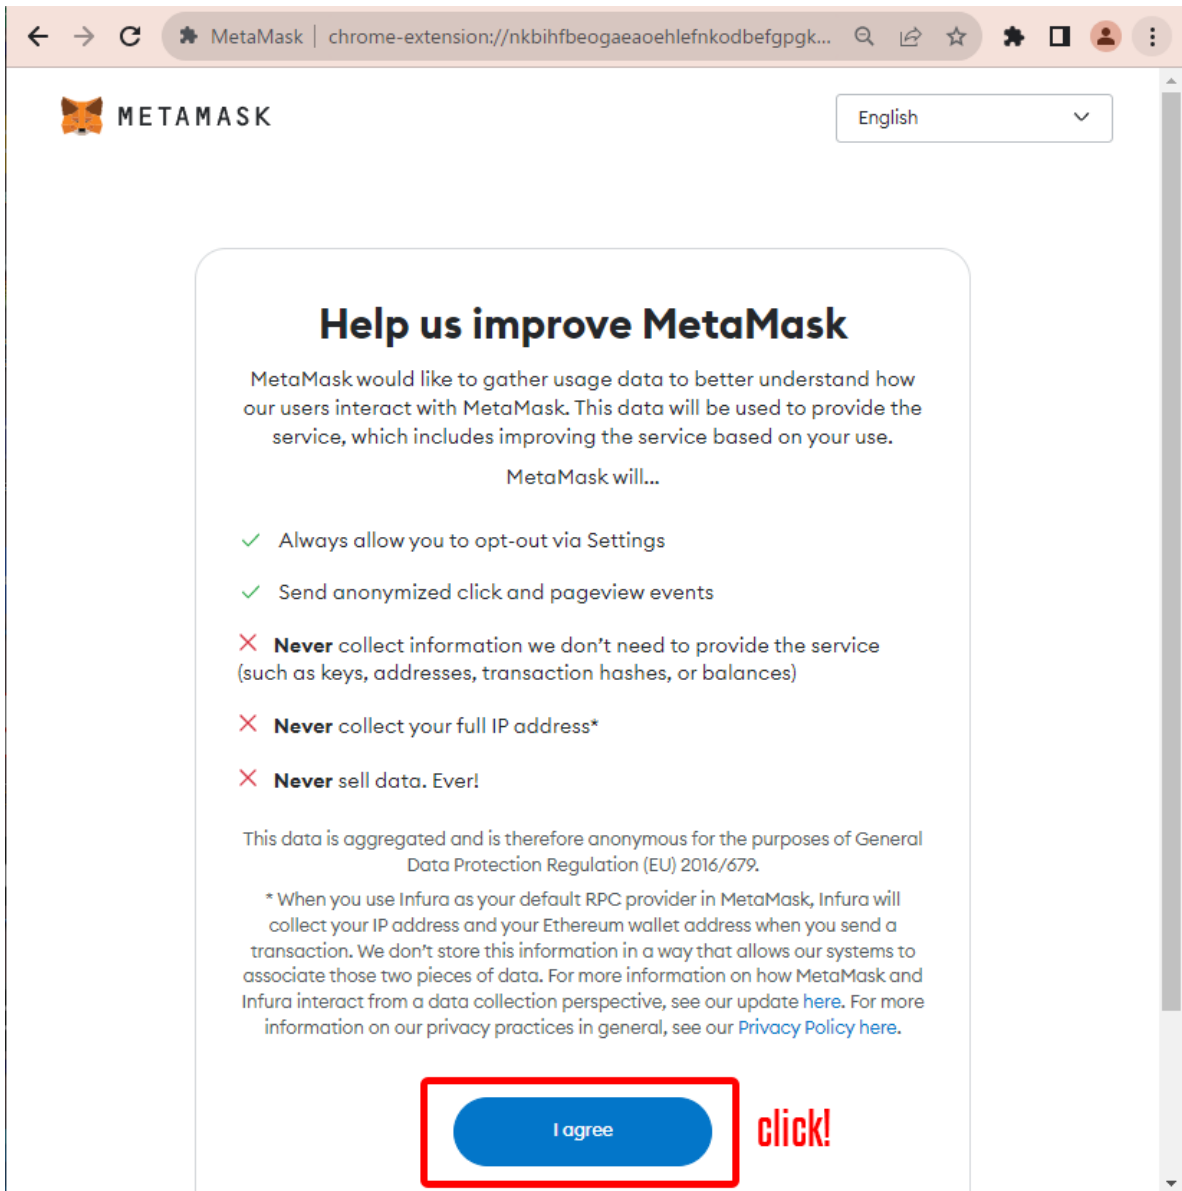 MetaMask | chrome-extension://nkbihfbeogaeaoehlefnkodbefgpgk...
METAMASK
English
Help us improve MetaMask
MetaMask would like to gather usage data to better understand how
our users interact with MetaMask. This data will be used to provide the
service, which includes improving the service based on your use.
MetaMask will...
Always allow you to opt-out via Settings
Send anonymized click and pageview events
Never collect information we don't need to provide the service
(such as keys, addresses, transaction hashes, or balances)
Never collect your full IP address*
Never sell data. Ever!
This data is aggregated and is therefore anonymous for the purposes of General
Data Protection Regulation (EU) 2016/679.
* When you use Infura as your default RPC provider in MetaMask, Infura will
collect your IP address and your Ethereum wallet address when you send a
transaction. We don't store this information in a way that allows our systems to
associate those two pieces of data. For more information on how MetaMask and
Infura interact from a data collection perspective, see our update here. For more
information on our privacy practices in general, see our Privacy Policy here.
I agree
click!